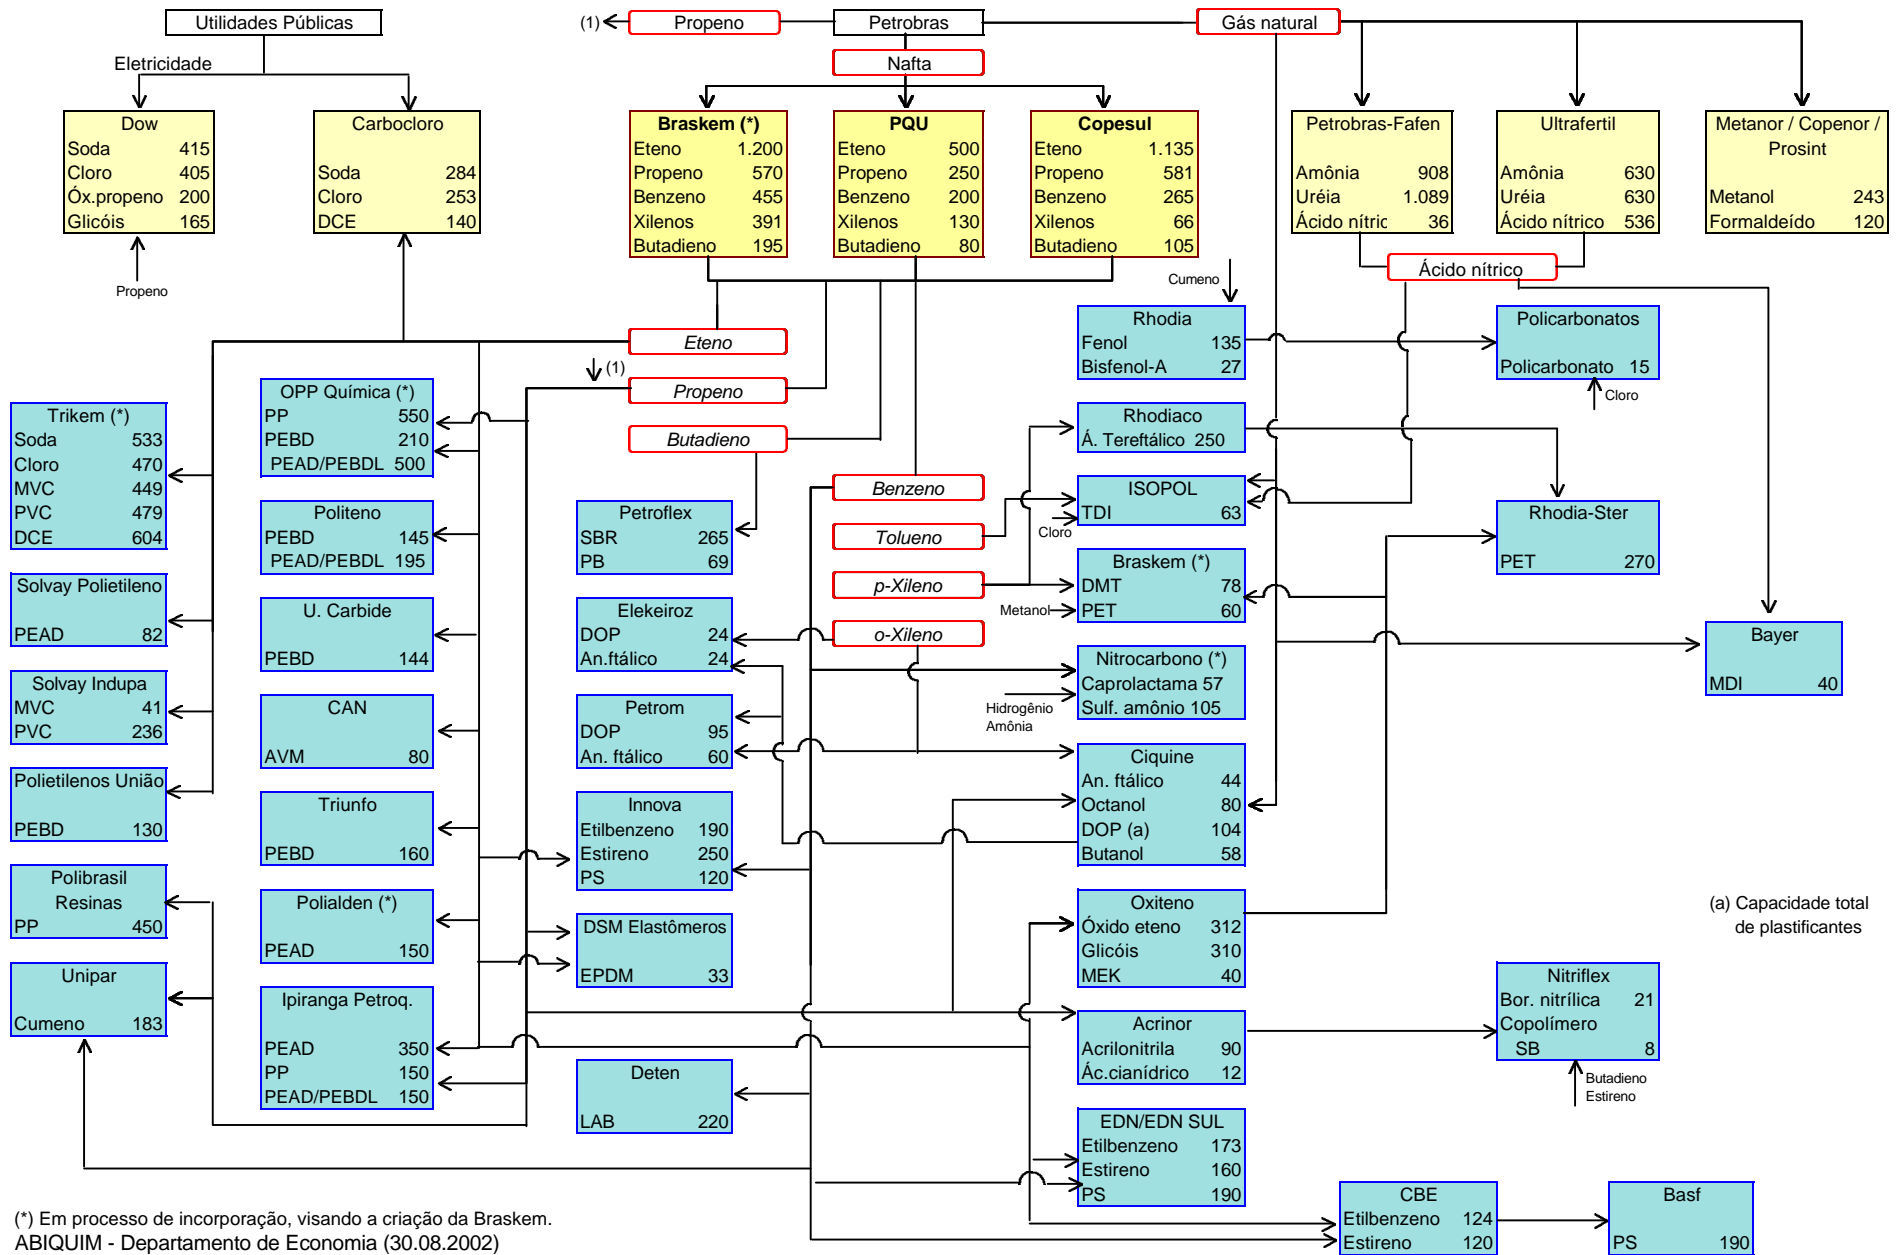 Utilidades Públicas
(1)
Propeno
Petrobras
Gás natural
Eletricidade
Nafta
Dow
Soda 415
Cloro 405
Óx.propeno 200
Glicóis 165
Carbocloro
Soda 284
Cloro 253
DCE 140
Braskem (*)
Eteno 1.200
Propeno 570
Benzeno 455
Xilenos 391
Butadieno 195
PQU
Eteno 500
Propeno 250
Benzeno 200
Xilenos 130
Butadieno 80
Copesul
Eteno 1.135
Propeno 581
Benzeno 265
Xilenos 66
Butadieno 105
Petrobras-Fafen
Amônia 908
Uréia 1.089
Ácido nítric 36
Ultrafertil
Amônia 630
Uréia 630
Ácido nítrico 536
Metanor / Copenor /
Prosint
Metanol 243
Formaldeído 120
Propeno
Cumeno
Ácido nítrico
Eteno
(1)
Propeno
Butadieno
Benzeno
Tolueno
p-Xileno
o-Xileno
Rhodia
Fenol 135
Bisfenol-A 27
Policarbonatos
Policarbonato 15
Cloro
Trikem (*)
Soda 533
Cloro 470
MVC 449
PVC 479
DCE 604
OPP Química (*)
PP 550
PEBD 210
PEAD/PEBDL 500
Rhodiaco
Á. Tereftálico 250
Politeno
PEBD 145
PEAD/PEBDL 195
Petroflex
SBR 265
PB 69
ISOPOL
TDI 63
Cloro
Rhodia-Ster
PET 270
Solvay Polietileno
PEAD 82
U. Carbide
PEBD 144
Elekeiroz
DOP 24
An.ftálico 24
Braskem (*)
DMT 78
PET 60
Metanol
Bayer
MDI 40
Solvay Indupa
MVC 41
PVC 236
CAN
AVM 80
Petrom
DOP 95
An. ftálico 60
Nitrocarbono (*)
Caprolactama 57
Sulf. amônio 105
Hidrogênio
Amônia
Polietilenos União
PEBD 130
Triunfo
PEBD 160
Innova
Etilbenzeno 190
Estireno 250
PS 120
Ciquine
An. ftálico 44
Octanol 80
DOP (a) 104
Butanol 58
Polibrasil
Resinas
PP 450
Polialden (*)
PEAD 150
DSM Elastômeros
EPDM 33
Oxiteno
Óxido eteno 312
Glicóis 310
MEK 40
(a) Capacidade total
de plastificantes
Unipar
Cumeno 183
Ipiranga Petroq.
PEAD 350
PP 150
PEAD/PEBDL 150
Deten
LAB 220
Acrinor
Acrilonitrila 90
Ác.cianídrico 12
Nitriflex
Bor. nitrílica 21
Copolímero
SB 8
Butadieno
Estireno
EDN/EDN SUL
Etilbenzeno 173
Estireno 160
PS 190
CBE
Etilbenzeno 124
Estireno 120
Basf
PS 190
(*) Em processo de incorporação, visando a criação da Braskem.
ABIQUIM - Departamento de Economia (30.08.2002)